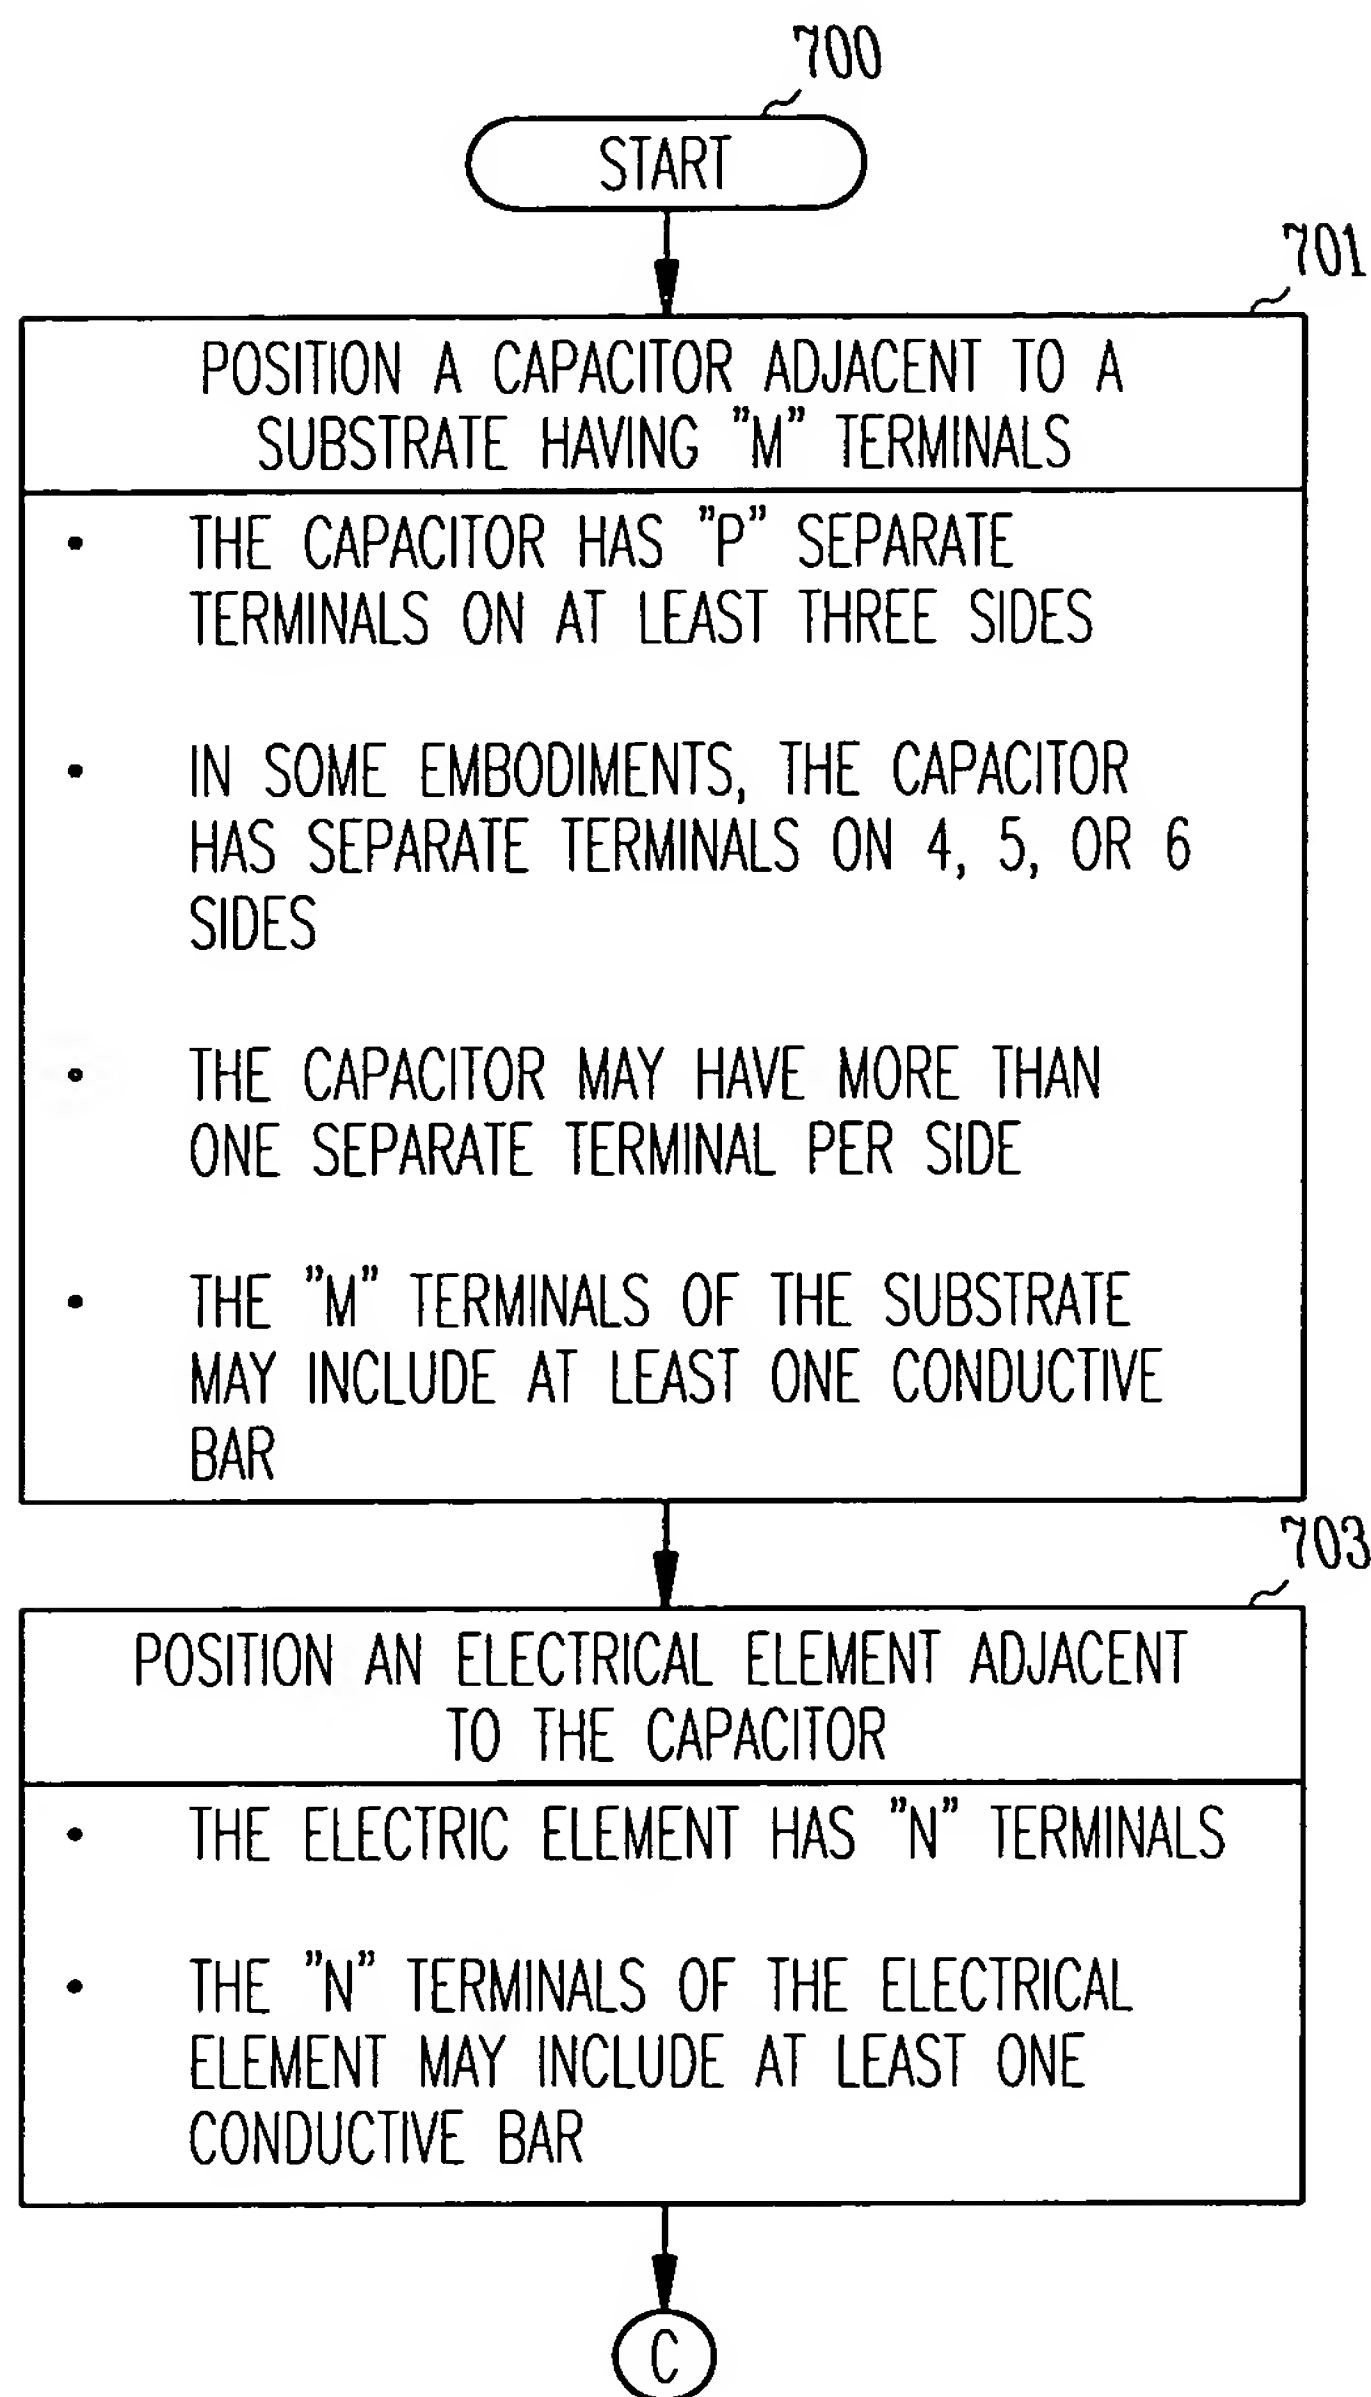 700
START
701
POSITION A CAPACITOR ADJACENT TO A
SUBSTRATE HAVING "M" TERMINALS
• THE CAPACITOR HAS "P" SEPARATE
TERMINALS ON AT LEAST THREE SIDES
• IN SOME EMBODIMENTS, THE CAPACITOR
HAS SEPARATE TERMINALS ON 4, 5, OR 6
SIDES
• THE CAPACITOR MAY HAVE MORE THAN
ONE SEPARATE TERMINAL PER SIDE
• THE "M" TERMINALS OF THE SUBSTRATE
MAY INCLUDE AT LEAST ONE CONDUCTIVE
BAR
703
POSITION AN ELECTRICAL ELEMENT ADJACENT
TO THE CAPACITOR
• THE ELECTRIC ELEMENT HAS "N" TERMINALS
• THE "N" TERMINALS OF THE ELECTRICAL
ELEMENT MAY INCLUDE AT LEAST ONE
CONDUCTIVE BAR
C